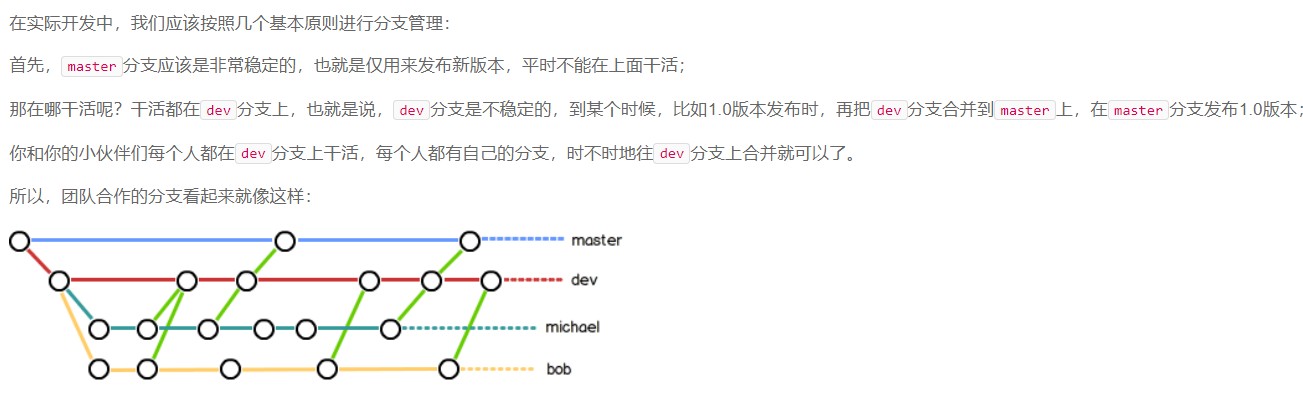 在实际开发中，我们应该按照几个基本原则进行分支管理：
首先，master分支应该是非常稳定的，也就是仅用来发布新版本，平时不能在上面干活；
那在哪干活呢？干活都在dev分支上，也就是说，dev分支是不稳定的，到某个时候，比如1.0版本发布时，再把dev分支合并到master上，在master分支发布1.0版本；
你和你的小伙伴们每个人都在dev分支上干活，每个人都有自己的分支，时不时地往dev分支上合并就可以了。
所以，团队合作的分支看起来就像这样：
master
dev
michael
bob